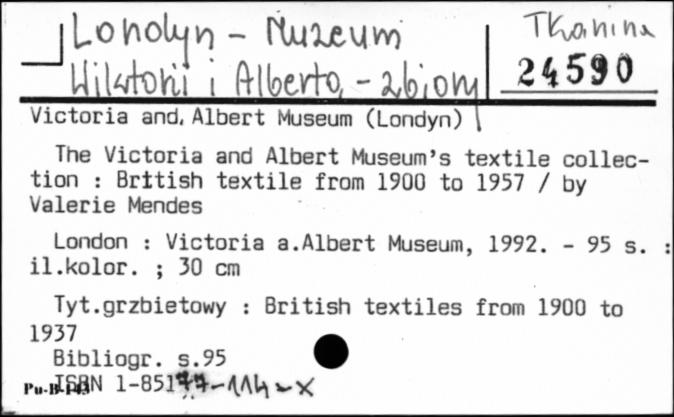 Londyn - Muzeum
Wiktorii i Alberta - zbiory
Tkanina
24590
Victoria and Albert Museum (Londyn)
The Victoria and Albert Museum's textile collec-
tion : British textile from 1900 to 1957 / by
Valerie Mendes
London : Victoria a.Albert Museum, 1992. - 95 s. :
il.kolor. ; 30 cm
Tyt.grzbietowy : British textiles from 1900 to
1937
Bibliogr. s.95
Pu-B-143
ISBN 1-85177-114-x